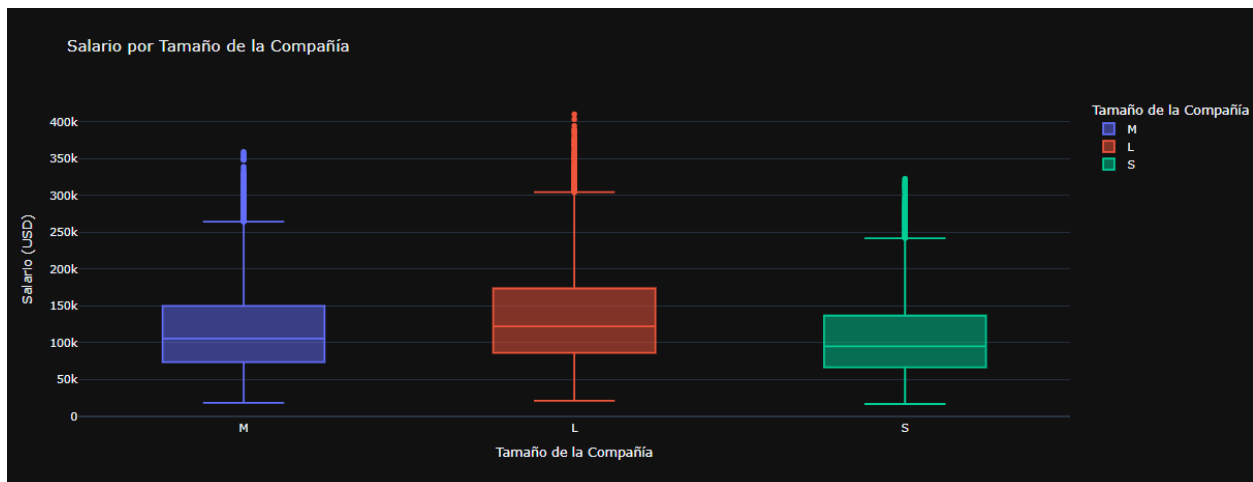 Salario por Tamaño de la Compañía
Tamaño de la Compañía
M
L
S
400k
350k
300k
250k
200k
150k
100k
50k
0
Salario (USD)
M L S
Tamaño de la Compañía